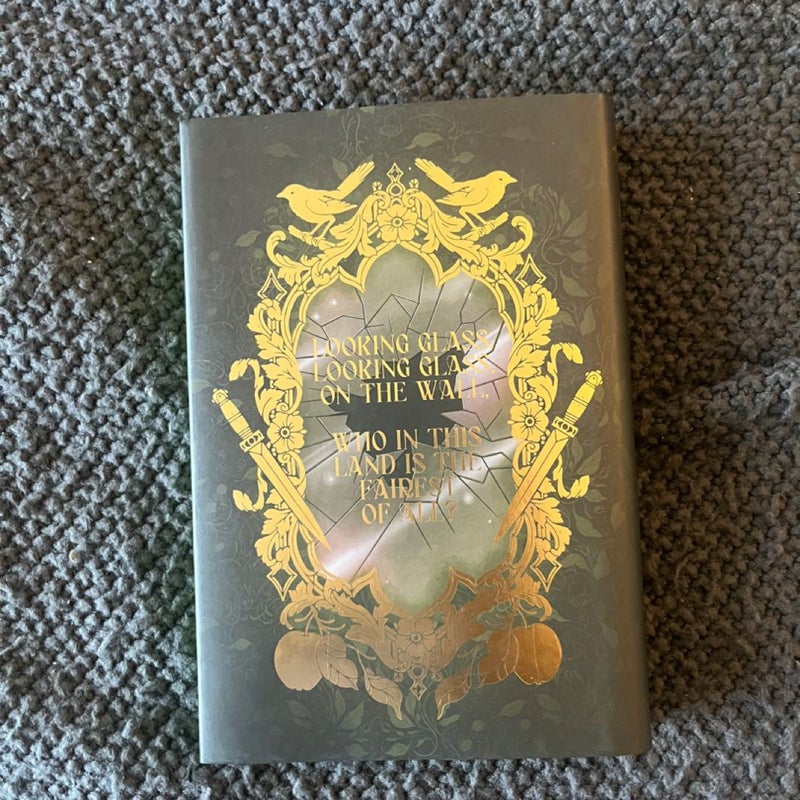 LOOKING GLASS,
LOOKING GLASS
ON THE WALL,
WHO IN THIS
LAND IS THE
FAIREST
OF ALL?